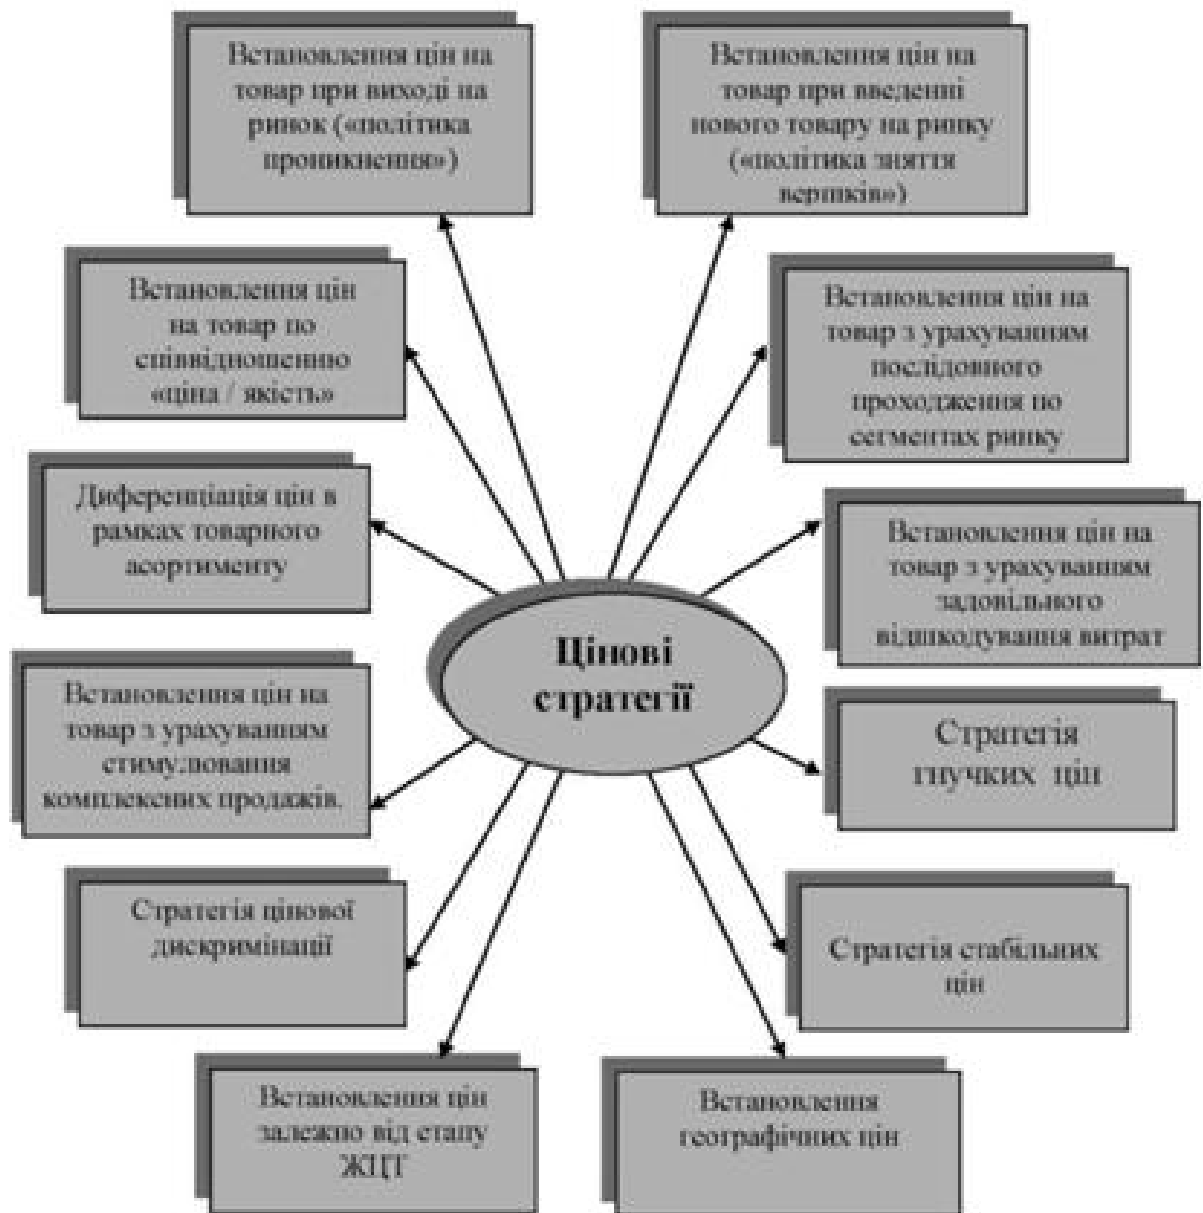 Встановлення цін на
товар при виході на
ринок («політика
проникнення»)
Встановлення цін на
товар при введенні
нового товару на ринку
(«політика зняття
вершків»)
Встановлення цін
на товар по
співвідношенню
«ціна / якість»
Встановлення цін на
товар з урахуванням
послідовного
проходження по
сегментах ринку
Диференціація цін в
рамках товарного
асортименту
Встановлення цін на
товар з урахуванням
задовільного
відшкодування витрат
Цінові
стратегії
Встановлення цін на
товар з урахуванням
стимулювання
комплексних продажів.
Стратегія
гнучких цін
Стратегія цінової
дискримінації
Стратегія стабільних
цін
Встановлення цін
залежно від етапу
ЖЦТ
Встановлення
географічних цін